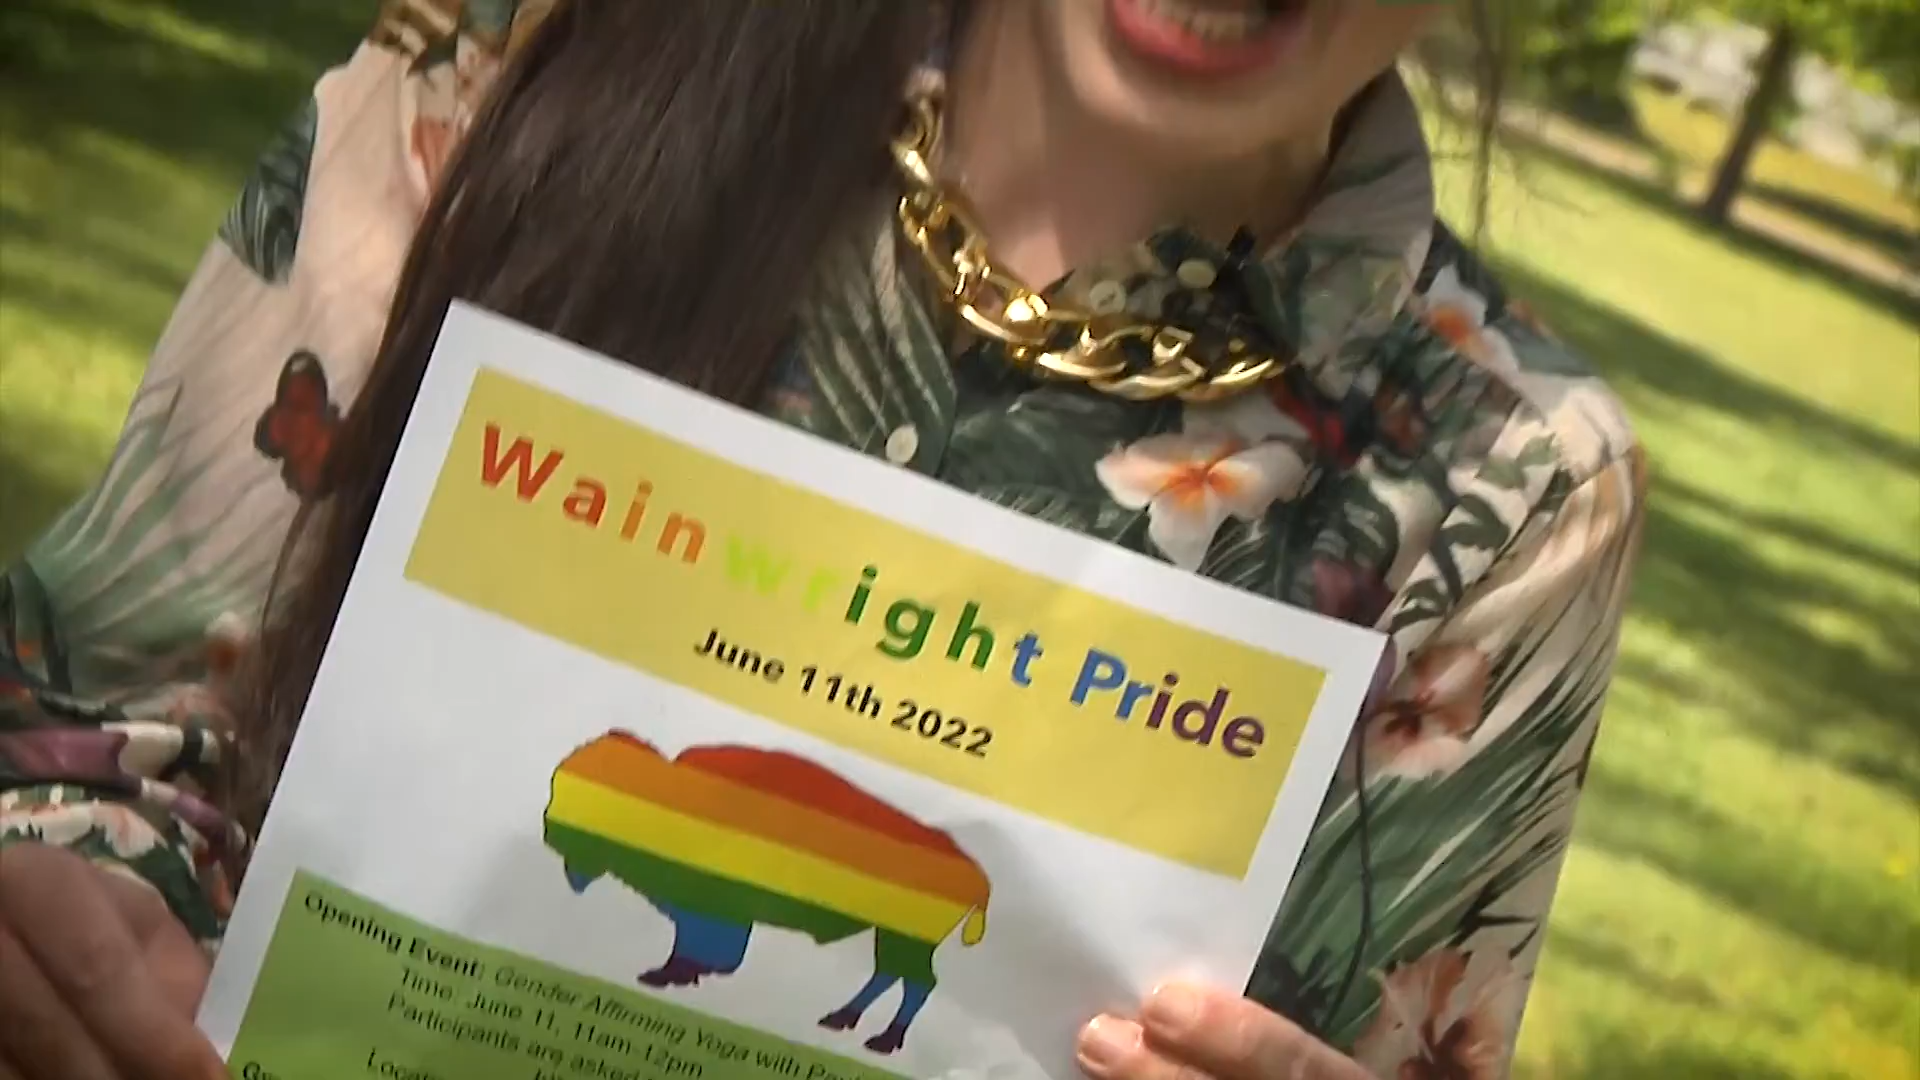 Wainwright Pride
June 11th 2022
Opening Event: Gender Affirming Yoga with
Time: June 11, 11am-12pm
Participants are asked